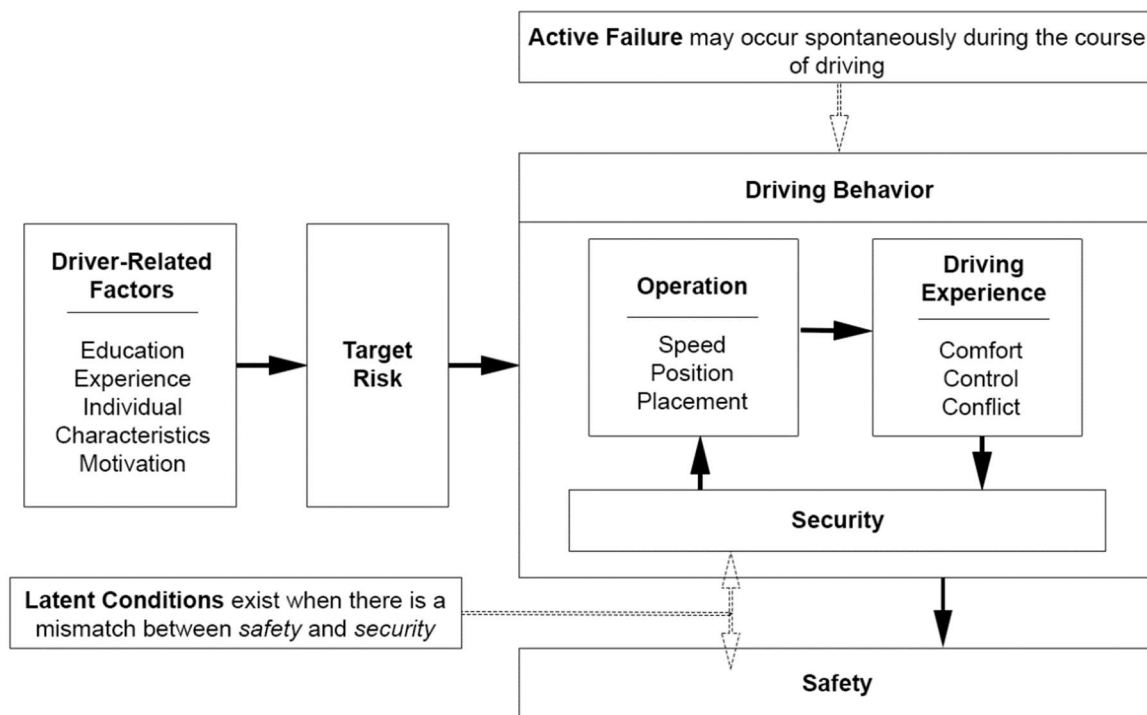 Active Failure may occur spontaneously during the course
of driving
Driving Behavior
Driver-Related
Factors
Education
Experience
Individual
Characteristics
Motivation
Target
Risk
Operation
Speed
Position
Placement
Driving
Experience
Comfort
Control
Conflict
Security
Latent Conditions exist when there is a
mismatch between safety and security
Safety